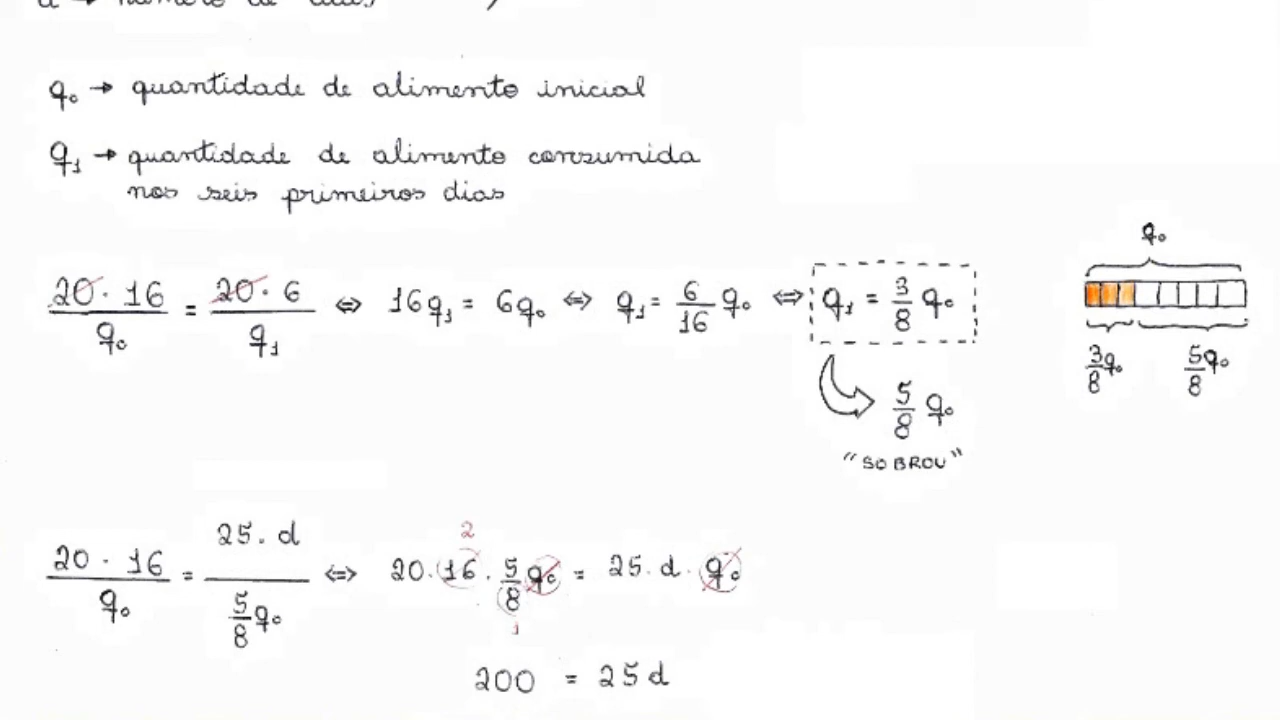 q₀ → quantidade de alimento inicial
q₁ → quantidade de alimento consumida
nos seis primeiros dias
20 · 16 / q₀ = 20 · 6 / q₁ ⇔ 16q₁ = 6q₀ ⇔ q₁ = 6/16 q₀ ⇔ q₁ = 3/8 q₀
5/8 q₀
"SOBROU"
q₀
3/8 q₀ 5/8 q₀
20 · 16 / q₀ = 25 . d / 5/8 q₀ ⇔ 20 . 16 . 5/8 q₀ = 25 . d . q₀
2
1
200 = 25 d